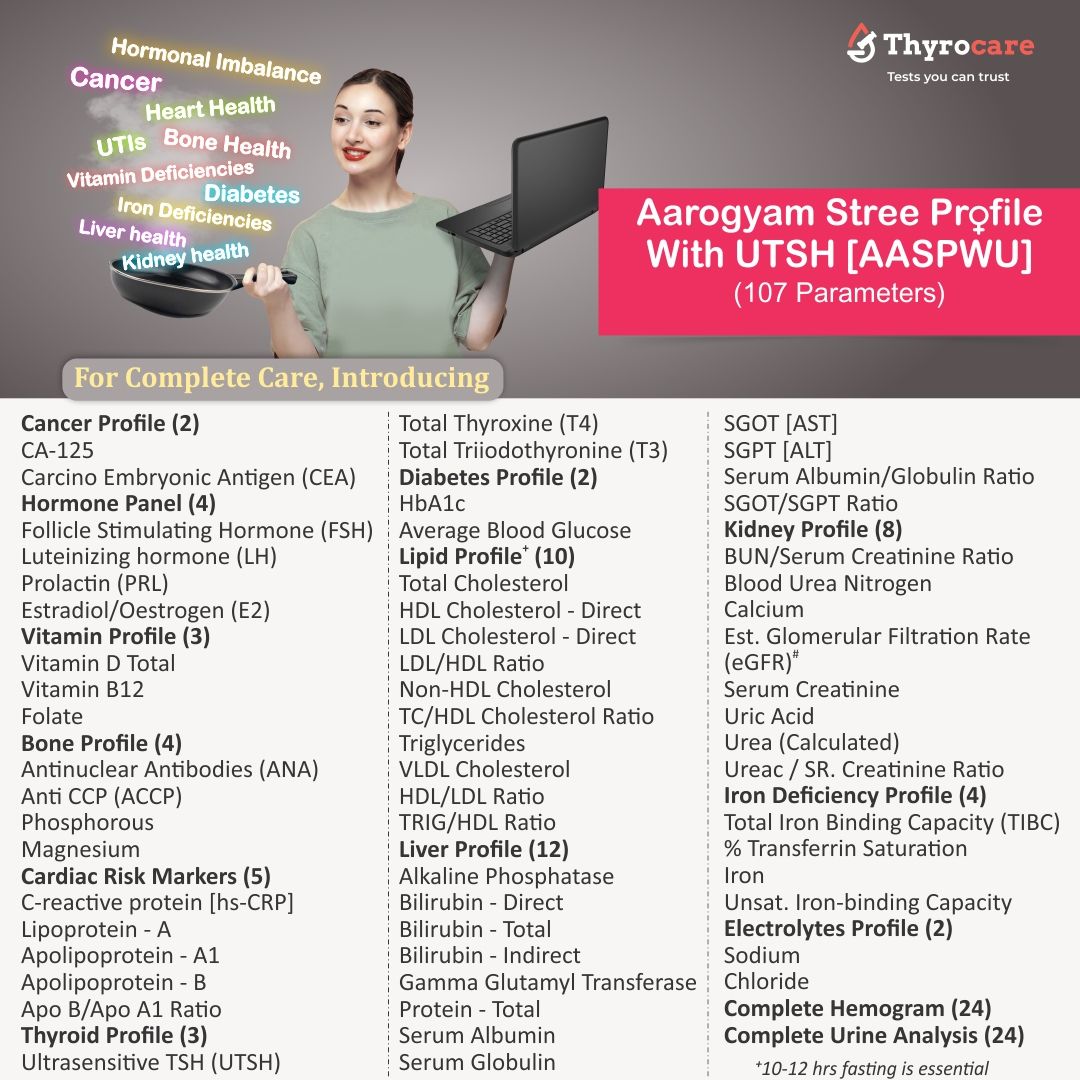 Hormonal Imbalance
Cancer
Heart Health
UTIs
Bone Health
Vitamin Deficiencies
Diabetes
Iron Deficiencies
Liver health
Kidney health
Thyrocare
Tests you can trust
Aarogyam Stree Profile
With UTSH [AASPWU]
(107 Parameters)
For Complete Care, Introducing
Cancer Profile (2)
CA-125
Carcino Embryonic Antigen (CEA)
Hormone Panel (4)
Follicle Stimulating Hormone (FSH)
Luteinizing hormone (LH)
Prolactin (PRL)
Estradiol/Oestrogen (E2)
Vitamin Profile (3)
Vitamin D Total
Vitamin B12
Folate
Bone Profile (4)
Antinuclear Antibodies (ANA)
Anti CCP (ACCP)
Phosphorous
Magnesium
Cardiac Risk Markers (5)
C-reactive protein [hs-CRP]
Lipoprotein - A
Apolipoprotein - A1
Apolipoprotein - B
Apo B/Apo A1 Ratio
Thyroid Profile (3)
Ultrasensitive TSH (UTSH)
Total Thyroxine (T4)
Total Triiodothyronine (T3)
Diabetes Profile (2)
HbA1c
Average Blood Glucose
Lipid Profile⁺ (10)
Total Cholesterol
HDL Cholesterol - Direct
LDL Cholesterol - Direct
LDL/HDL Ratio
Non-HDL Cholesterol
TC/HDL Cholesterol Ratio
Triglycerides
VLDL Cholesterol
HDL/LDL Ratio
TRIG/HDL Ratio
Liver Profile (12)
Alkaline Phosphatase
Bilirubin - Direct
Bilirubin - Total
Bilirubin - Indirect
Gamma Glutamyl Transferase
Protein - Total
Serum Albumin
Serum Globulin
SGOT [AST]
SGPT [ALT]
Serum Albumin/Globulin Ratio
SGOT/SGPT Ratio
Kidney Profile (8)
BUN/Serum Creatinine Ratio
Blood Urea Nitrogen
Calcium
Est. Glomerular Filtration Rate
(eGFR)#
Serum Creatinine
Uric Acid
Urea (Calculated)
Ureac / SR. Creatinine Ratio
Iron Deficiency Profile (4)
Total Iron Binding Capacity (TIBC)
% Transferrin Saturation
Iron
Unsat. Iron-binding Capacity
Electrolytes Profile (2)
Sodium
Chloride
Complete Hemogram (24)
Complete Urine Analysis (24)
⁺10-12 hrs fasting is essential